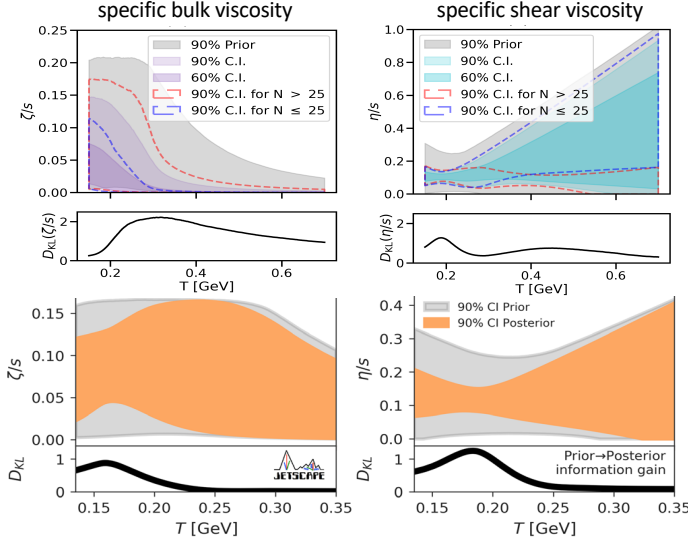 specific bulk viscosity
specific shear viscosity
0.25
0.20
0.15
0.10
0.05
0.00
ζ/s
90% Prior
90% C.I.
60% C.I.
90% C.I. for N > 25
90% C.I. for N ≤ 25
1.0
0.8
0.6
0.4
0.2
0.0
η/s
90% Prior
90% C.I.
60% C.I.
90% C.I. for N > 25
90% C.I. for N ≤ 25
2
0
D_KL(ζ/s)
0.2
0.4
0.6
T [GeV]
2
0
D_KL(η/s)
0.2
0.4
0.6
T [GeV]
0.15
0.10
0.05
0.00
ζ/s
0.4
0.3
0.2
0.1
0.0
η/s
90% CI Prior
90% CI Posterior
1
0
D_KL
JETSCAPE
0.15
0.20
0.25
0.30
0.35
T [GeV]
1
0
D_KL
Prior→Posterior
information gain
0.15
0.20
0.25
0.30
0.35
T [GeV]